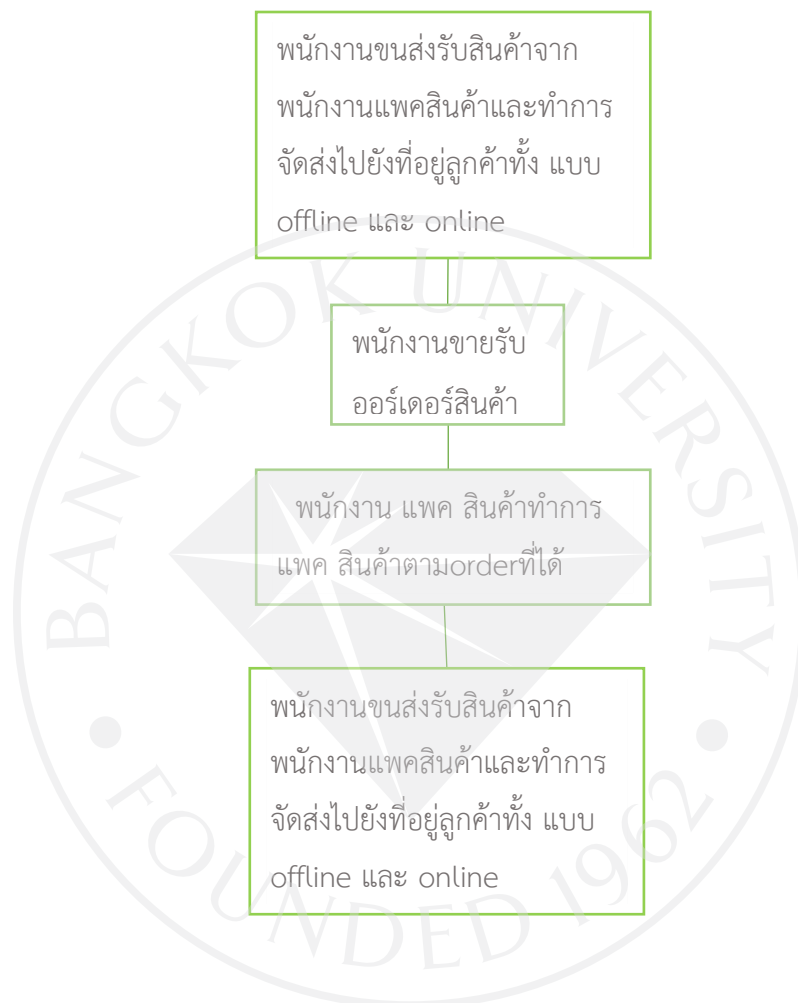 พนักงานขนส่งรับสินค้าจาก
พนักงานแพคสินค้าและทำการ
จัดส่งไปยังที่อยู่ลูกค้าทั้ง แบบ
offline และ online
พนักงานขายรับ
ออร์เดอร์สินค้า
พนักงาน แพค สินค้าทำการ
แพค สินค้าตามorderที่ได้
พนักงานขนส่งรับสินค้าจาก
พนักงานแพคสินค้าและทำการ
จัดส่งไปยังที่อยู่ลูกค้าทั้ง แบบ
offline และ online
BANGKOK UNIVERSITY
FOUNDED 1962